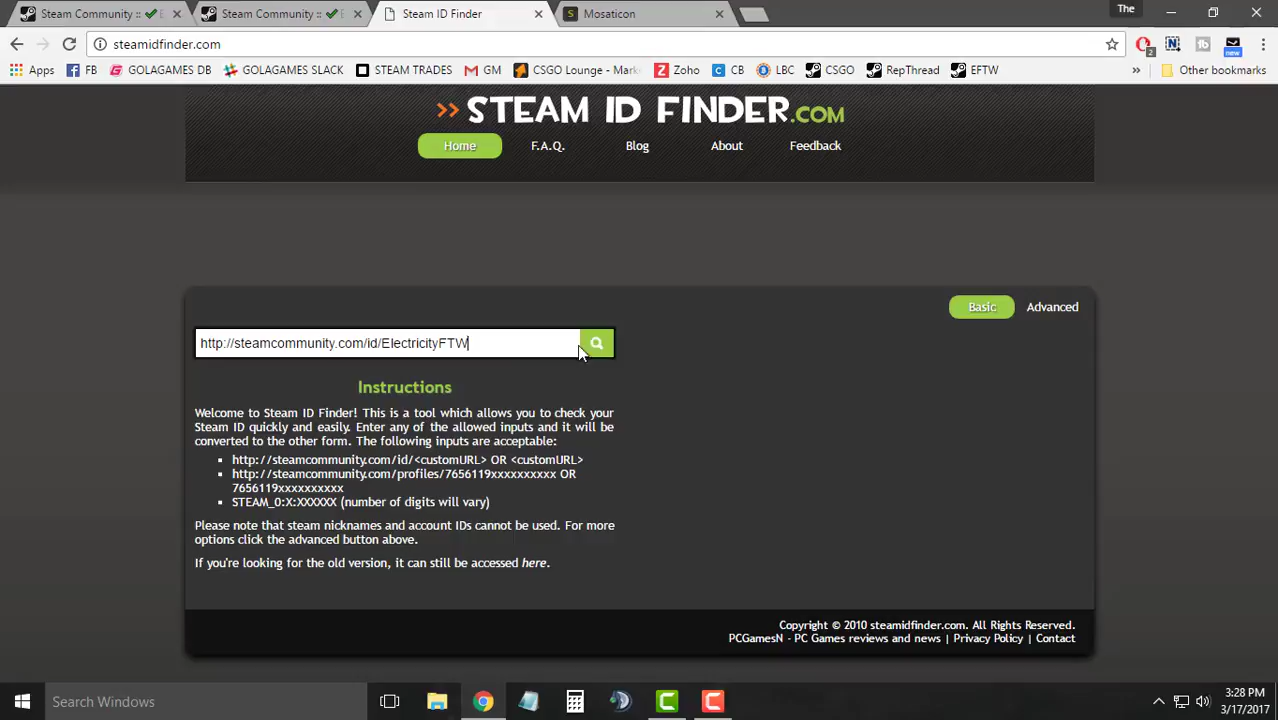 Steam Community :: ✔ E
Steam Community :: ✔ E
Steam ID Finder
Mosaticon
The
steamidfinder.com
2
new
Apps
FB
GOLAGAMES DB
GOLAGAMES SLACK
STEAM TRADES
GM
CSGO Lounge - Mark
Zoho
CB
LBC
CSGO
RepThread
EFTW
»
Other bookmarks
>> STEAM ID FINDER.COM
Home
F.A.Q.
Blog
About
Feedback
Basic
Advanced
http://steamcommunity.com/id/ElectricityFTW
Instructions
Welcome to Steam ID Finder! This is a tool which allows you to check your
Steam ID quickly and easily. Enter any of the allowed inputs and it will be
converted to the other form. The following inputs are acceptable:
http://steamcommunity.com/id/<customURL> OR <customURL>
http://steamcommunity.com/profiles/7656119xxxxxxxxxx OR
7656119xxxxxxxxxx
STEAM_0:X:XXXXXX (number of digits will vary)
Please note that steam nicknames and account IDs cannot be used. For more
options click the advanced button above.
If you're looking for the old version, it can still be accessed here.
Copyright © 2010 steamidfinder.com. All Rights Reserved.
PCGamesN - PC Games reviews and news | Privacy Policy | Contact
Search Windows
3:28 PM
3/17/2017